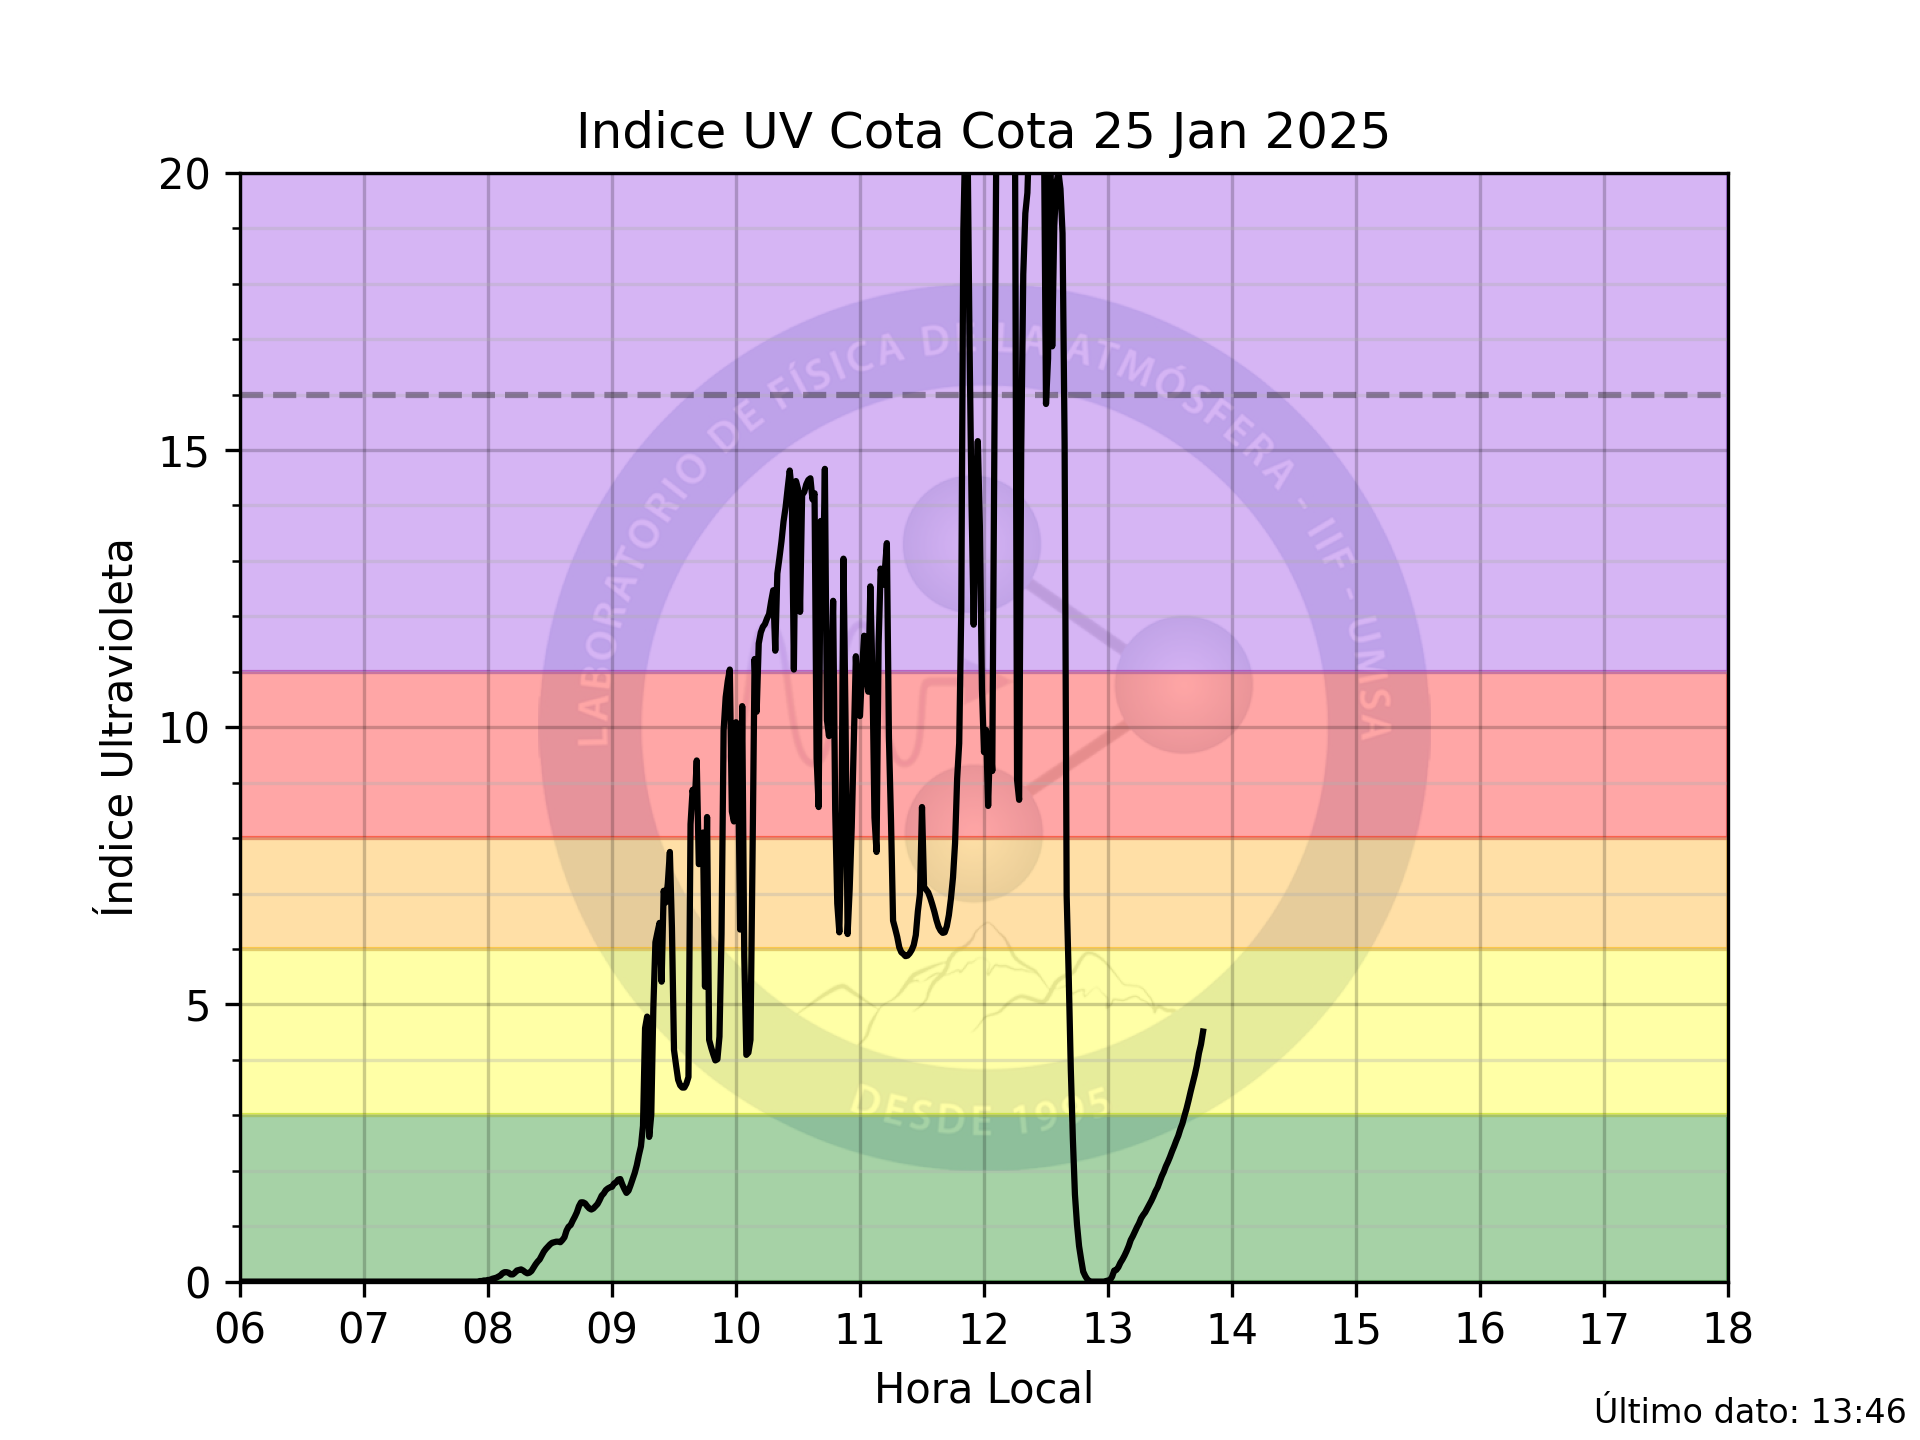 Indice UV Cota Cota 25 Jan 2025
20
15
10
5
0
Índice Ultravioleta
LABORATORIO DE FÍSICA DE LA ATMÓSFERA - IIF - UMSA
DESDE 1995
06 07 08 09 10 11 12 13 14 15 16 17 18
Hora Local
Último dato: 13:46